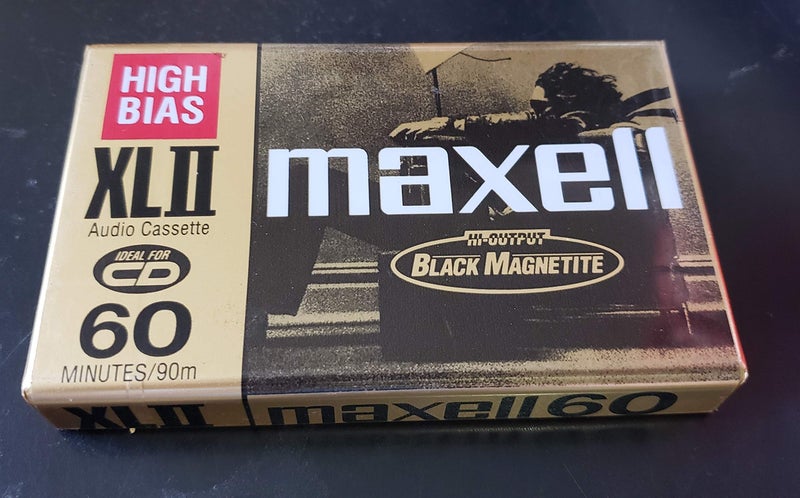 HIGH
BIAS
XLII
Audio Cassette
IDEAL FOR
CD
60
MINUTES/90m
maxell
HI-OUTPUT
BLACK MAGNETITE
XLII maxell 60